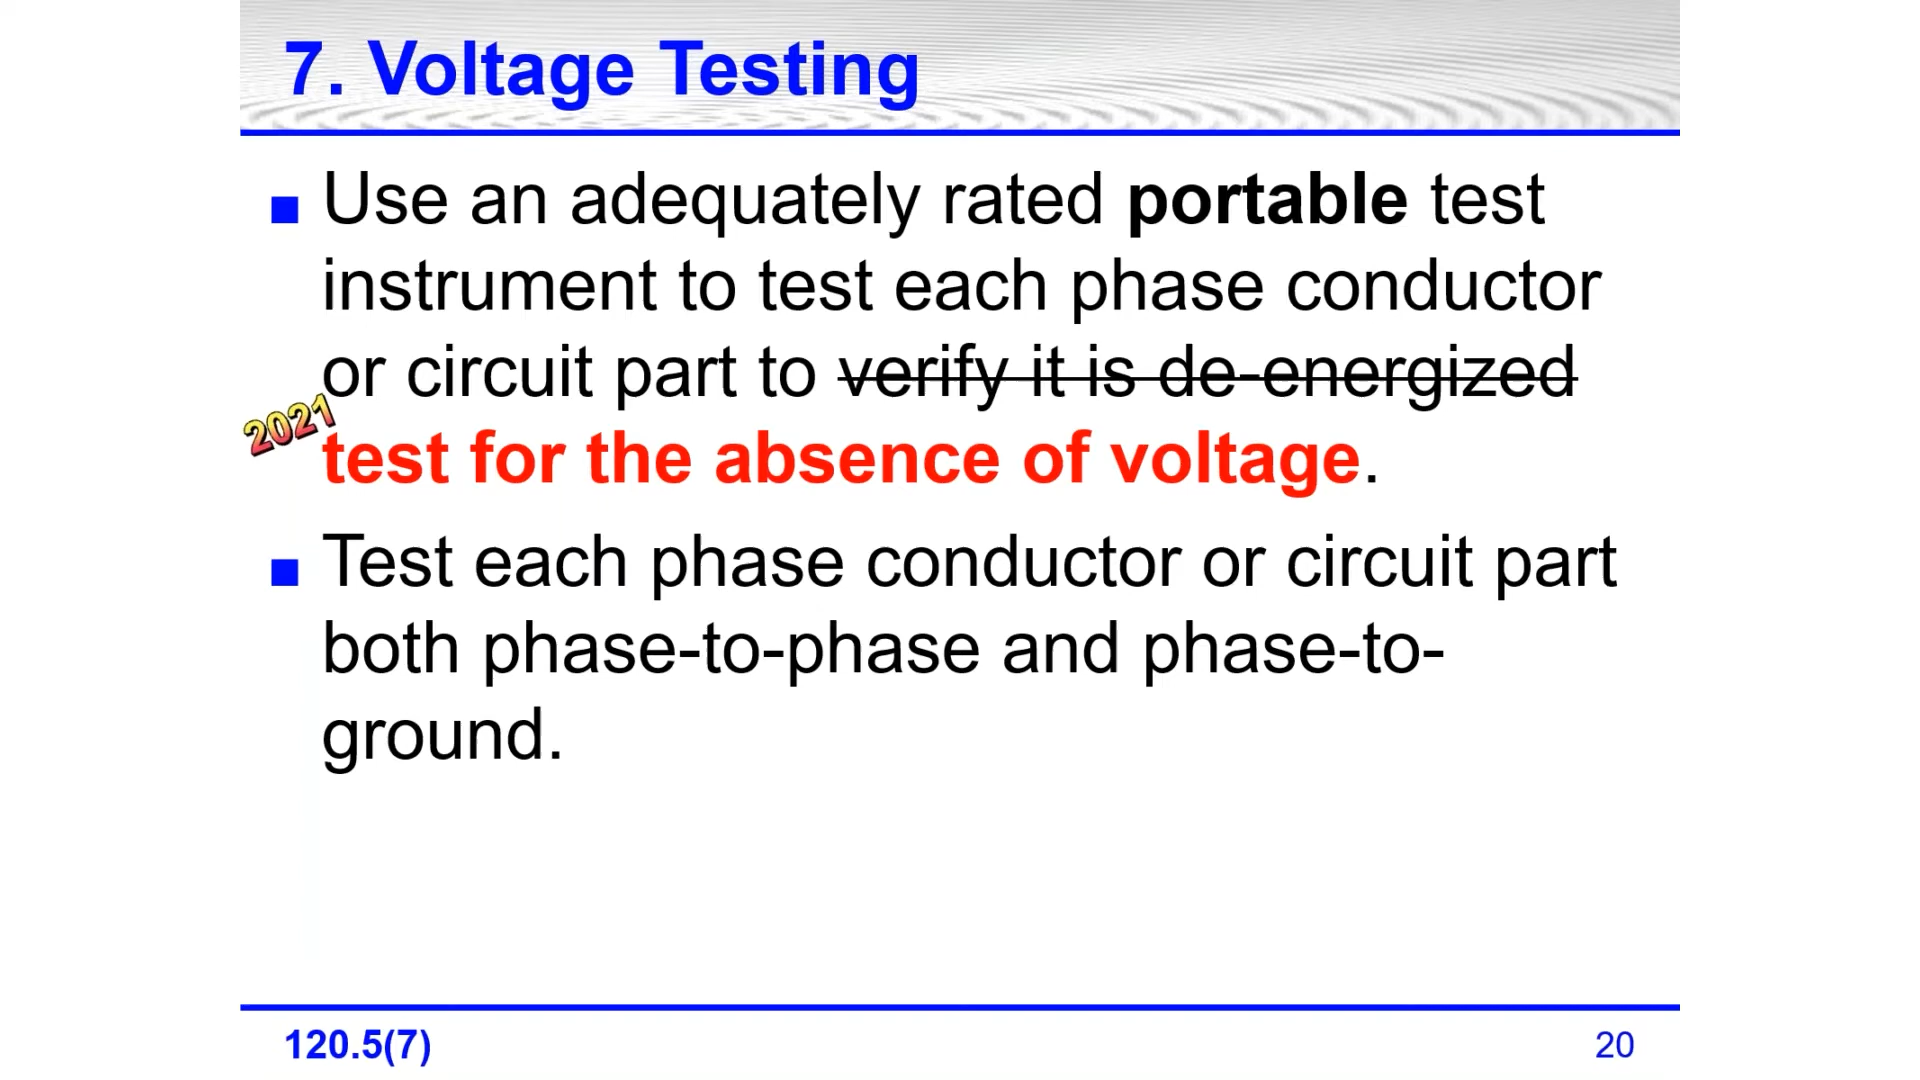 7. Voltage Testing
Use an adequately rated portable test
instrument to test each phase conductor
or circuit part to verify it is de-energized
2021
test for the absence of voltage.
Test each phase conductor or circuit part
both phase-to-phase and phase-to-
ground.
120.5(7)
20